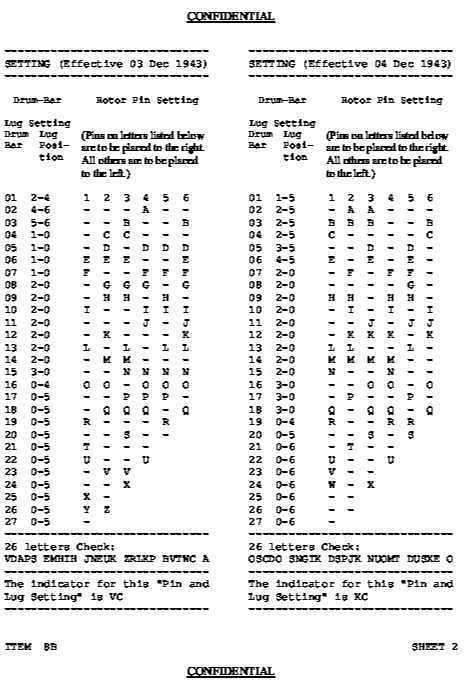 CONFIDENTIAL
SETTING (Effective 03 Dec 1943)
Drum-Bar Rotor Pin Setting
Lug Setting
Drum Lug (Pins on letters listed below
Bar Posi- are to be placed to the right.
tion All others are to be placed
to the left.)
01 2-4 1 2 3 4 5 6
02 4-6 - - - A - -
03 5-6 - - B - - B
04 1-0 - C C - - -
05 1-0 - D - D D D
06 1-0 E E E - - E
07 1-0 F - - F F F
08 2-0 - G G G - G
09 2-0 - H H - H -
10 2-0 I - - I I I
11 2-0 - - - J - J
12 2-0 - K - - - K
13 2-0 L - L - L L
14 2-0 - M M - - -
15 3-0 - - N N N N
16 0-4 O O - O O O
17 0-5 - - P P P -
18 0-5 - Q Q Q - Q
19 0-5 R - - - R
20 0-5 - - S - -
21 0-5 - - - -
22 0-5 U - - U
23 0-5 - V V
24 0-5 - - X
25 0-5 X -
26 0-5 Y Z
27 0-5 -
26 letters Check:
VDAPS EMHIH JNEUK ZRLKP BVTWC A
The indicator for this "Pin and
Lug Setting" is VC
SETTING (Effective 04 Dec 1943)
Drum-Bar Rotor Pin Setting
Lug Setting
Drum Lug (Pins on letters listed below
Bar Posi- are to be placed to the right.
tion All others are to be placed
to the left.)
01 1-5 1 2 3 4 5 6
02 2-5 - A A - - -
03 2-5 B B B - - B
04 2-5 C - - - - C
05 3-5 - - D - D -
06 4-5 E - E - E E
07 2-0 - F - F F -
08 2-0 - - - - G -
09 2-0 H H - H H -
10 2-0 - I - I - I
11 2-0 - - J - J J
12 2-0 - K K K - K
13 2-0 L L - - L -
14 2-0 M M M M - -
15 2-0 N - - N - -
16 3-0 - - O O - O
17 3-0 - P - - P -
18 3-0 Q - Q Q - Q
19 0-4 R - - R R
20 0-5 - - S - S
21 0-6 - T - -
22 0-6 U - - U
23 0-6 V - -
24 0-6 W - X
25 0-6 - -
26 0-6 - -
27 0-6 -
26 letters Check:
OSCDO SNGIK DSPJK NUOMT DUSKE O
The indicator for this "Pin and
Lug Setting" is KC
ITEM BB SHEET 2
CONFIDENTIAL